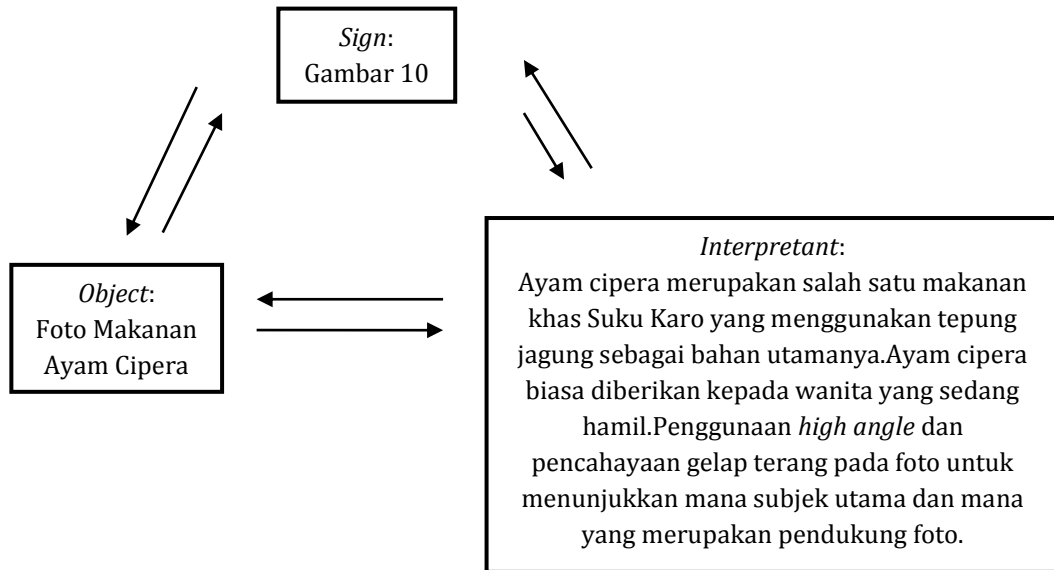 Sign:
Gambar 10
Object:
Foto Makanan
Ayam Cipera
Interpretant:
Ayam cipera merupakan salah satu makanan
khas Suku Karo yang menggunakan tepung
jagung sebagai bahan utamanya.Ayam cipera
biasa diberikan kepada wanita yang sedang
hamil.Penggunaan high angle dan
pencahayaan gelap terang pada foto untuk
menunjukkan mana subjek utama dan mana
yang merupakan pendukung foto.